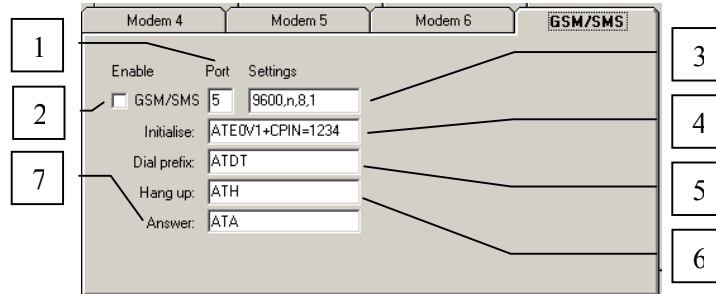 Modem 4 Modem 5 Modem 6 GSM/SMS
1
3
Enable Port Settings
2
GSM/SMS 5 9600,n,8,1
4
Initialise: ATE0V1+CPIN=1234
Dial prefix: ATDT
7
5
Hang up: ATH
Answer: ATA
6